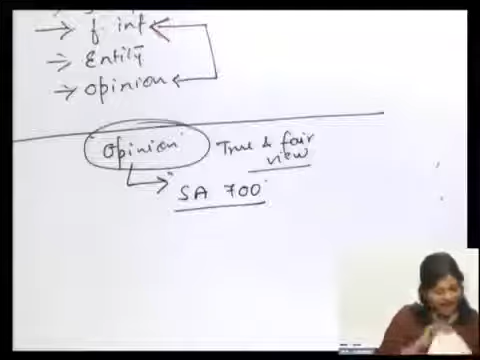 → f. inf
→ Entity
→ Opinion
Opinion True & fair
view
SA 700